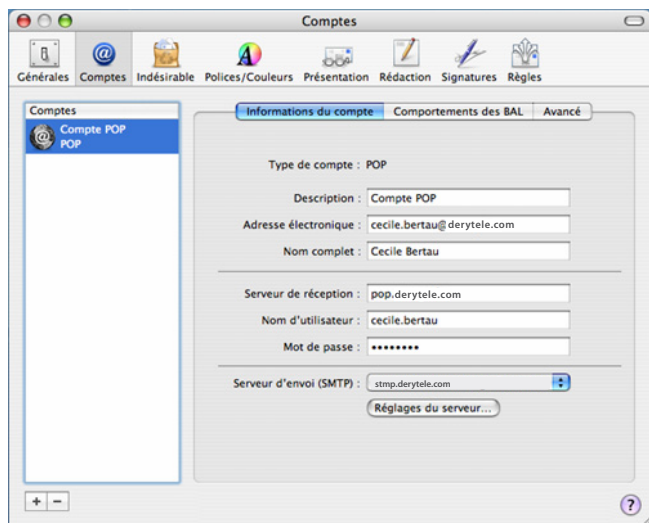 Comptes
Générales Comptes Indésirable Polices/Couleurs Présentation Rédaction Signatures Règles
Comptes
Compte POP
POP
Informations du compte Comportements des BAL Avancé
Type de compte : POP
Description : Compte POP
Adresse électronique : cecile.bertau@derytele.com
Nom complet : Cecile Bertau
Serveur de réception : pop.derytele.com
Nom d'utilisateur : cecile.bertau
Mot de passe : ••••••••
Serveur d'envoi (SMTP) : stmp.derytele.com
Réglages du serveur...
+ − ?